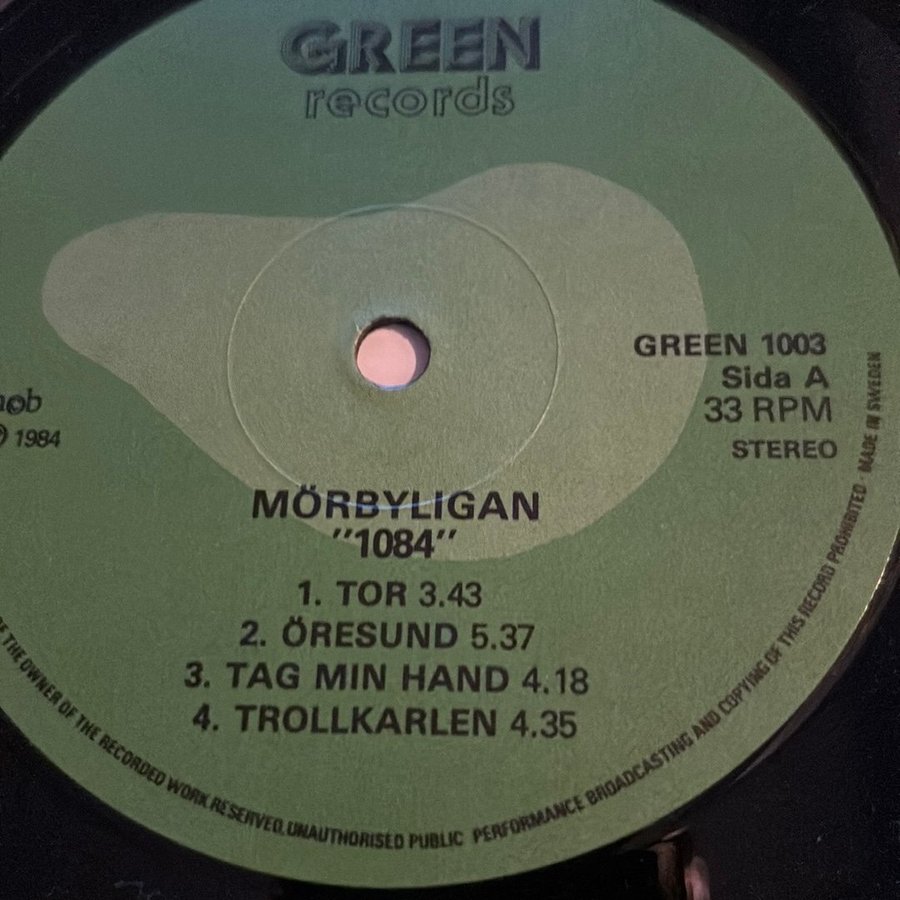 GREEN
records
GREEN 1003
Sida A
33 RPM
STEREO
ncb
℗ 1984
MÖRBYLIGAN
"1084"
1. TOR 3.43
2. ÖRESUND 5.37
3. TAG MIN HAND 4.18
4. TROLLKARLEN 4.35
THE OWNER OF THE RECORDED WORK RESERVED. UNAUTHORISED PUBLIC PERFORMANCE BROADCASTING AND COPYING OF THIS RECORD PROHIBITED - MADE IN SWEDEN